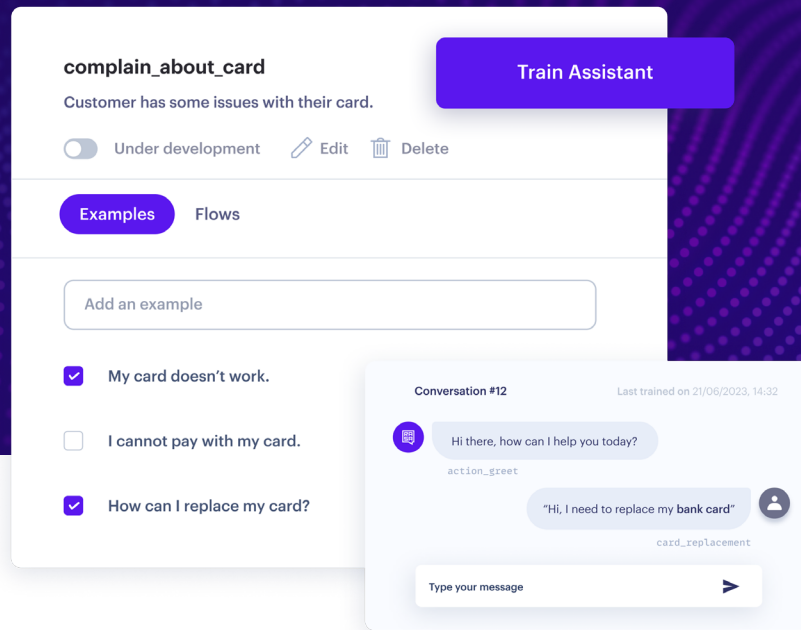 complain_about_card
Train Assistant
Customer has some issues with their card.
Under development
Edit
Delete
Examples
Flows
Add an example
My card doesn’t work.
I cannot pay with my card.
How can I replace my card?
Conversation #12
Last trained on 21/06/2023, 14:32
Hi there, how can I help you today?
action_greet
“Hi, I need to replace my bank card”
card_replacement
Type your message